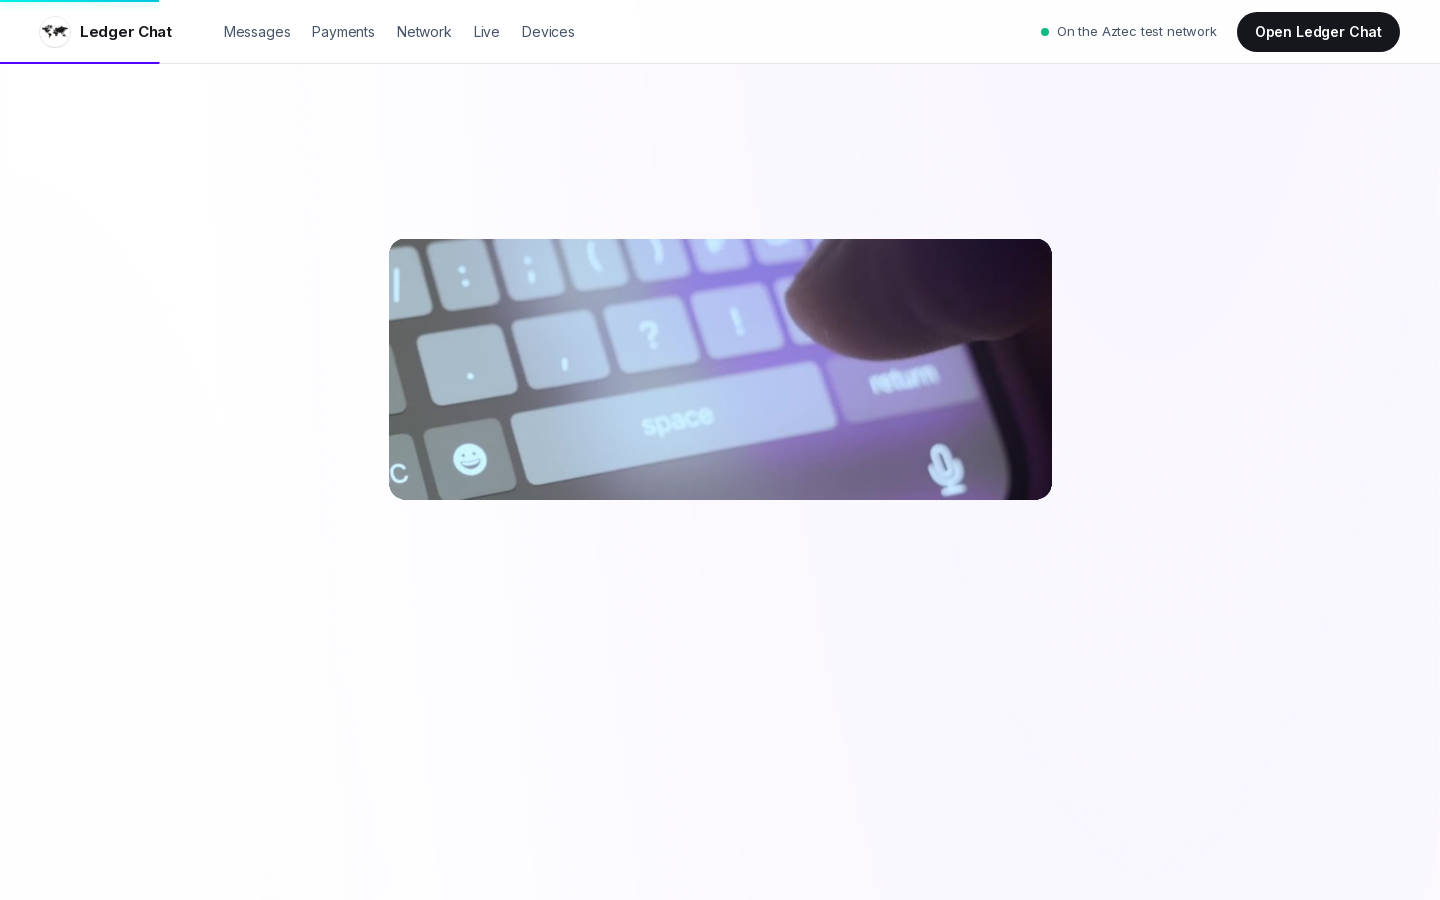 Ledger Chat
Messages
Payments
Network
Live
Devices
On the Aztec test network
Open Ledger Chat
/ : ; ( )
. , ? !
space
return
C